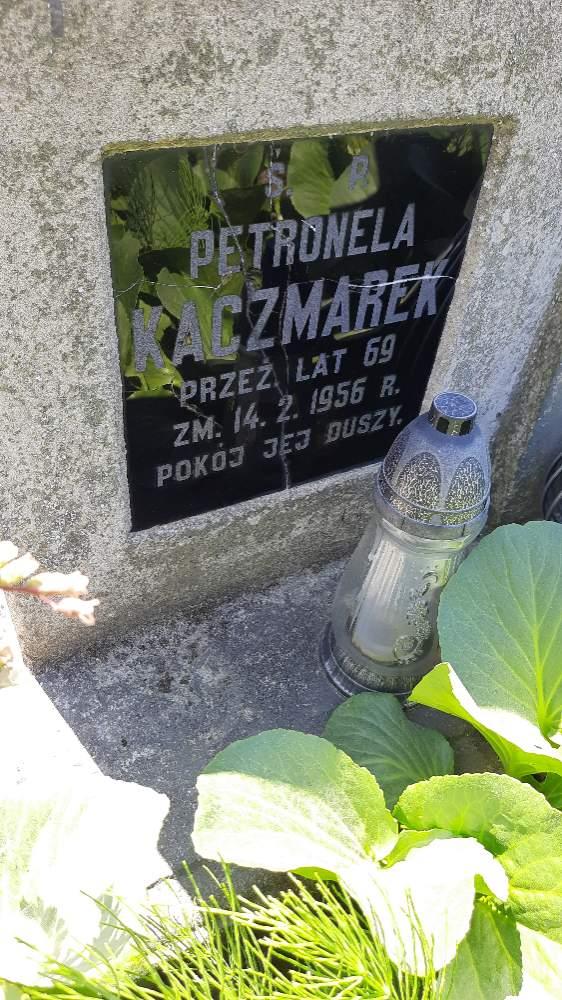 Ś. P.
PETRONELA
KACZMAREK
PRZEŻ. LAT 69
ZM. 14. 2. 1956 R.
POKÓJ JEJ DUSZY.